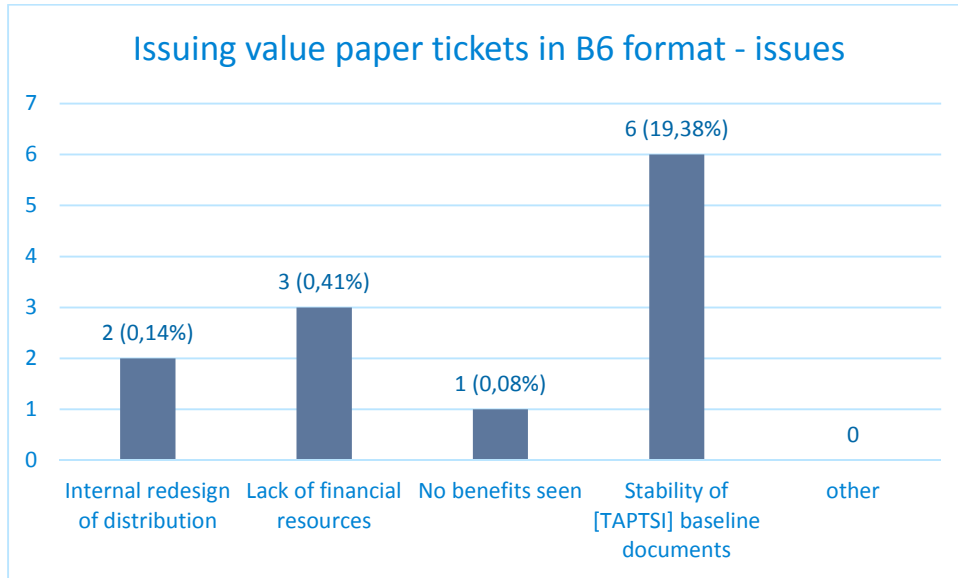 Issuing value paper tickets in B6 format - issues
7
6
5
4
3
2
1
0
2 (0,14%)
3 (0,41%)
1 (0,08%)
6 (19,38%)
0
Internal redesign
of distribution
Lack of financial
resources
No benefits seen
Stability of
[TAPTSI] baseline
documents
other